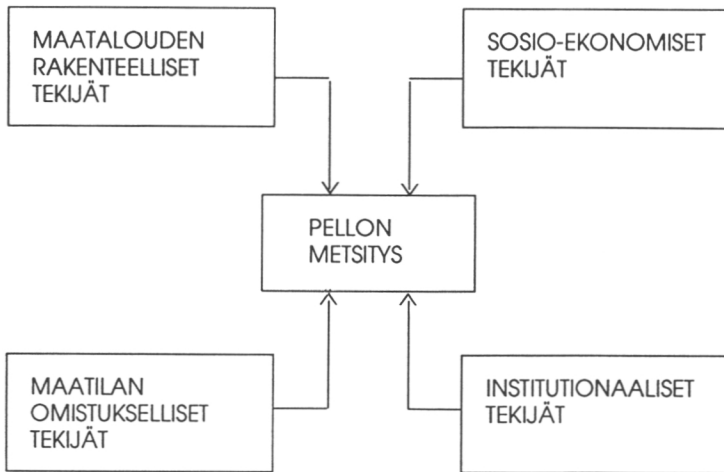 MAATALOUDEN
RAKENTEELLISET
TEKIJÄT
SOSIO-EKONOMISET
TEKIJÄT
PELLON
METSITYS
MAATILAN
OMISTUKSELLISET
TEKIJÄT
INSTITUTIONAALISET
TEKIJÄT